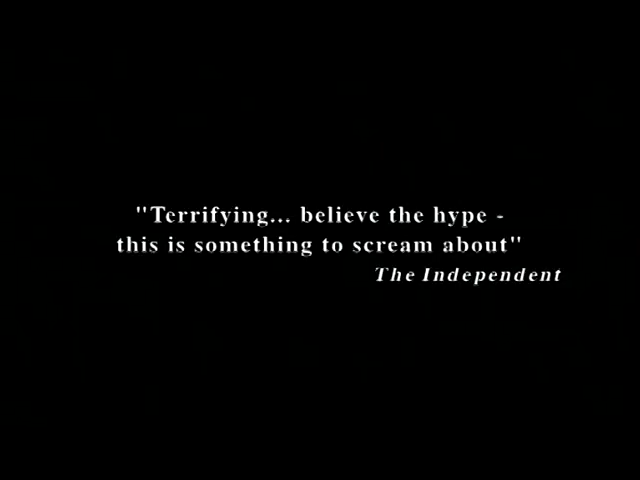 "Terrifying... believe the hype -
this is something to scream about"
The Independent